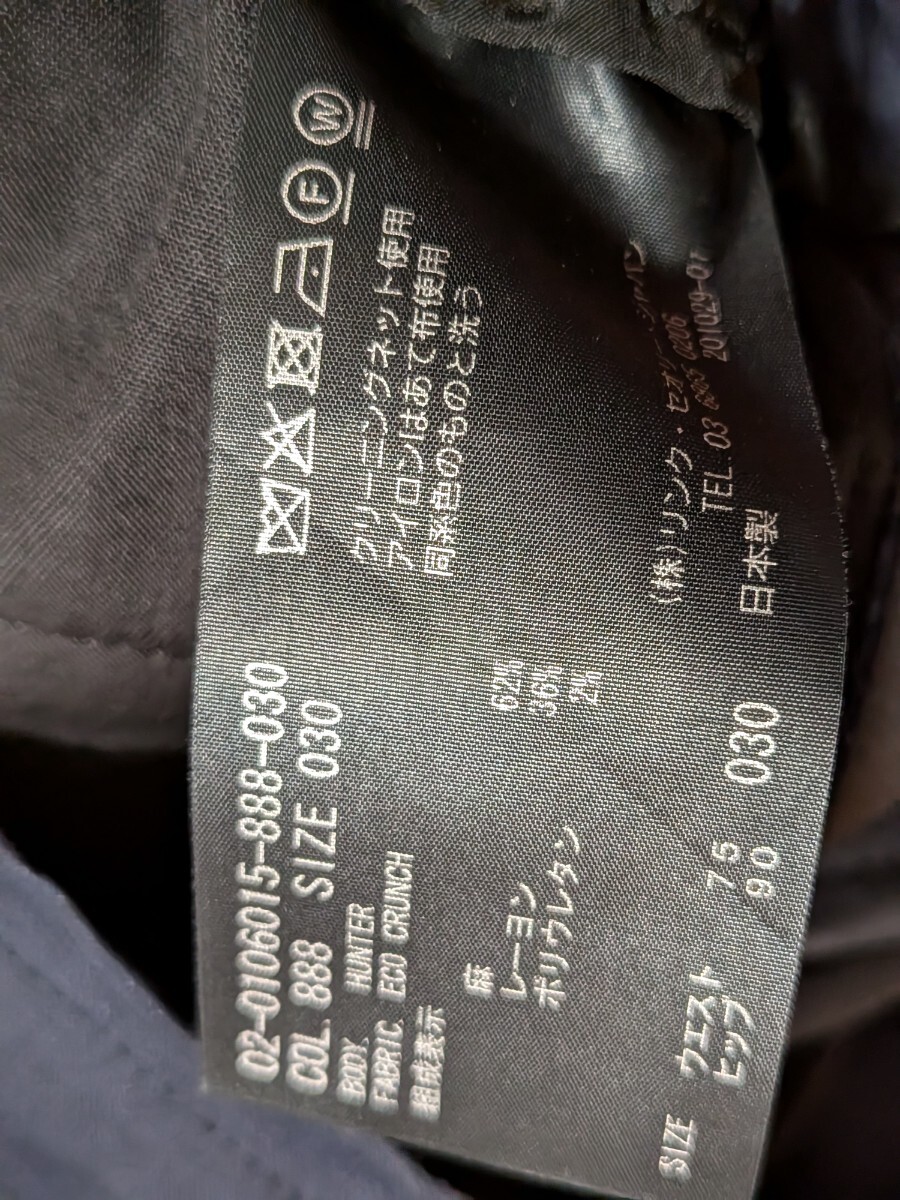 02-0106015-888-030
COL. 888 SIZE 030
BODY. HUNTER
FABRIC. ECO CRUNCH
組成表示
麻 62%
レーヨン 36%
ポリウレタン 2%
SIZE
ウエスト 75
ヒップ 90
030
クリーニングネット使用
アイロンはあて布使用
同系色のものと洗う
(株)リンク・セオリー・ジャパン
TEL. 03
201029-01
日本製
W
F